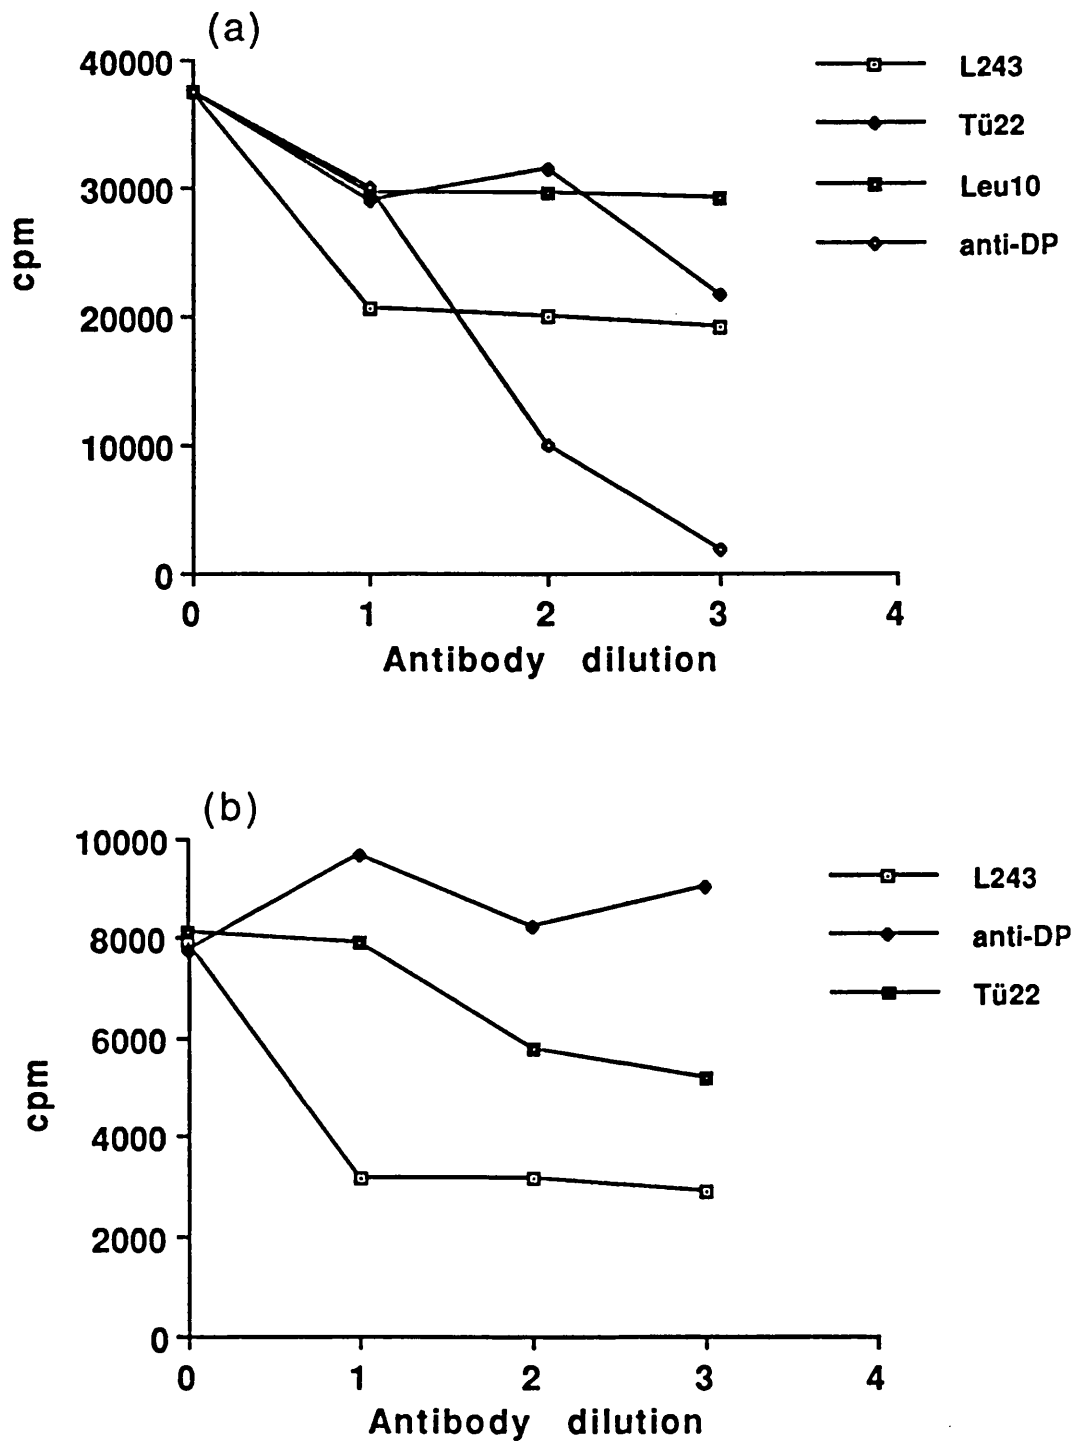 (a)
40000
30000
20000
10000
0
cpm
0 1 2 3 4
Antibody dilution
L243
Tü22
Leu10
anti-DP
(b)
10000
8000
6000
4000
2000
0
cpm
0 1 2 3 4
Antibody dilution
L243
anti-DP
Tü22